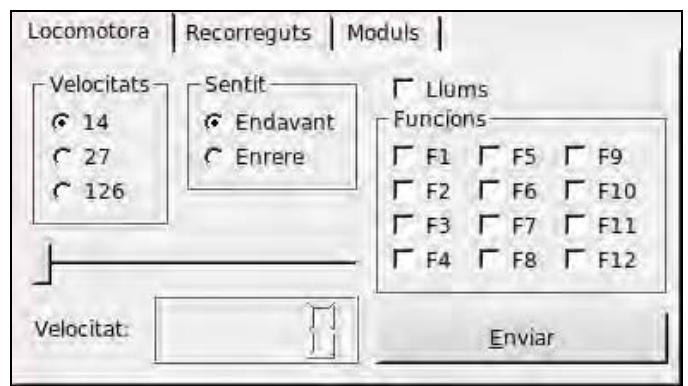 Locomotora Recorreguts Moduls
Velocitats
14
27
126
Sentit
Endavant
Enrere
Llums
Funcions
F1 F5 F9
F2 F6 F10
F3 F7 F11
F4 F8 F12
Velocitat: 0
Enviar